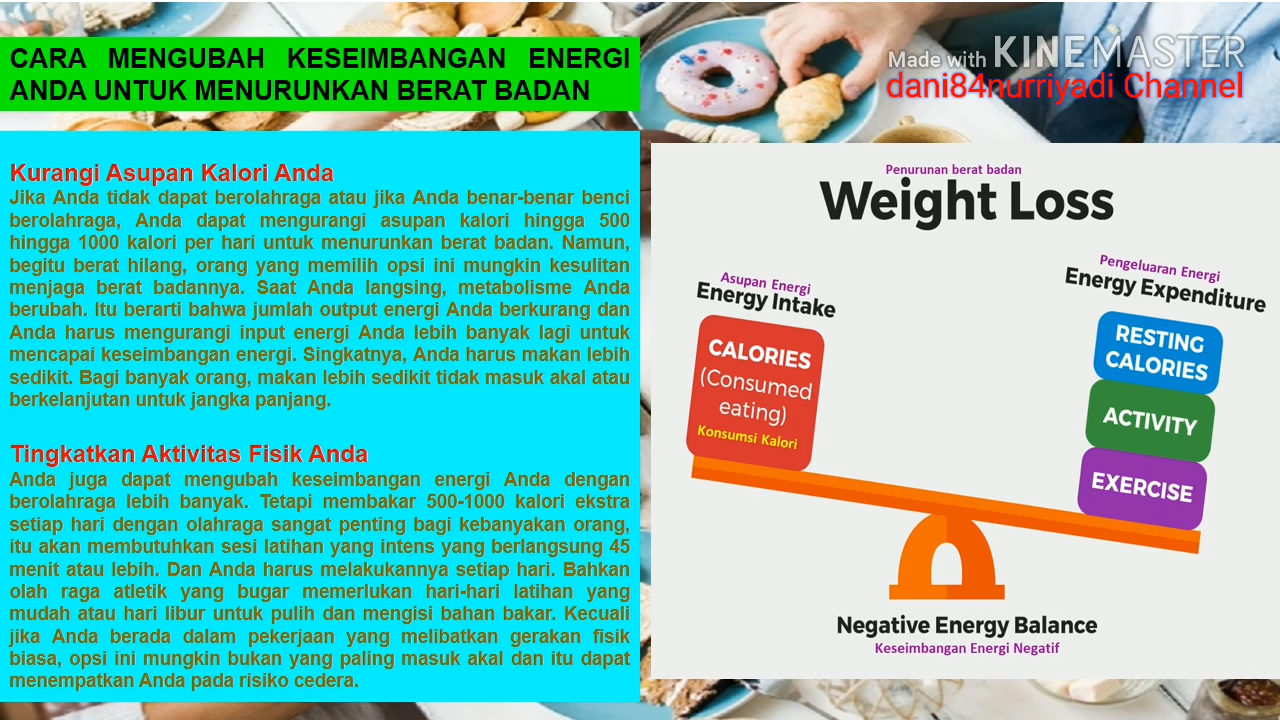 CARA MENGUBAH KESEIMBANGAN ENERGI
ANDA UNTUK MENURUNKAN BERAT BADAN
Made with KINEMASTER
dani84nurriyadi Channel
Kurangi Asupan Kalori Anda
Jika Anda tidak dapat berolahraga atau jika Anda benar-benar benci
berolahraga, Anda dapat mengurangi asupan kalori hingga 500
hingga 1000 kalori per hari untuk menurunkan berat badan. Namun,
begitu berat hilang, orang yang memilih opsi ini mungkin kesulitan
menjaga berat badannya. Saat Anda langsing, metabolisme Anda
berubah. Itu berarti bahwa jumlah output energi Anda berkurang dan
Anda harus mengurangi input energi Anda lebih banyak lagi untuk
mencapai keseimbangan energi. Singkatnya, Anda harus makan lebih
sedikit. Bagi banyak orang, makan lebih sedikit tidak masuk akal atau
berkelanjutan untuk jangka panjang.
Tingkatkan Aktivitas Fisik Anda
Anda juga dapat mengubah keseimbangan energi Anda dengan
berolahraga lebih banyak. Tetapi membakar 500-1000 kalori ekstra
setiap hari dengan olahraga sangat penting bagi kebanyakan orang,
itu akan membutuhkan sesi latihan yang intens yang berlangsung 45
menit atau lebih. Dan Anda harus melakukannya setiap hari. Bahkan
olah raga atletik yang bugar memerlukan hari-hari latihan yang
mudah atau hari libur untuk pulih dan mengisi bahan bakar. Kecuali
jika Anda berada dalam pekerjaan yang melibatkan gerakan fisik
biasa, opsi ini mungkin bukan yang paling masuk akal dan itu dapat
menempatkan Anda pada risiko cedera.
Penurunan berat badan
Weight Loss
Asupan Energi
Energy Intake
CALORIES
(Consumed
eating)
Konsumsi Kalori
Pengeluaran Energi
Energy Expenditure
RESTING
CALORIES
ACTIVITY
EXERCISE
Negative Energy Balance
Keseimbangan Energi Negatif